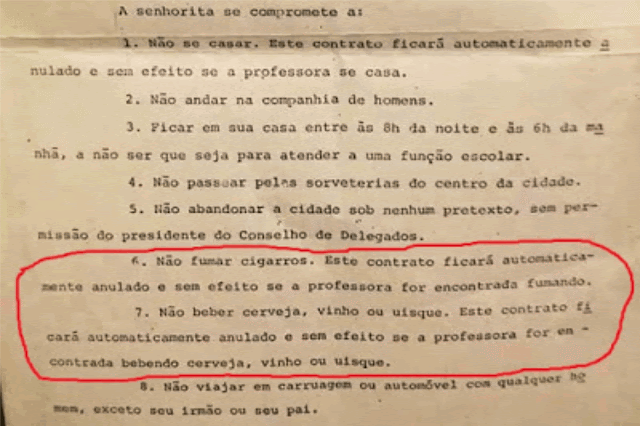 A senhorita se compromete a:
1. Não se casar. Este contrato ficará automaticamente a
nulado e sem efeito se a professora se casa.
2. Não andar na companhia de homens.
3. Ficar em sua casa entre às 8h da noite e às 6h da ma
nhã, a não ser que seja para atender a uma função escolar.
4. Não passear pelas sorveterias do centro da cidade.
5. Não abandonar a cidade sob nenhum pretexto, sem per-
missão do presidente do Conselho de Delegados.
6. Não fumar cigarros. Este contrato ficará automatica-
mente anulado e sem efeito se a professora for encontrada fumando.
7. Não beber cerveja, vinho ou uisque. Este contrato fi
cará automaticamente anulado e sem efeito se a professora for en-
contrada bebendo cerveja, vinho ou uisque.
8. Não viajar em carruagem ou automóvel com qualquer ho
mem, exceto seu irmão ou seu pai.